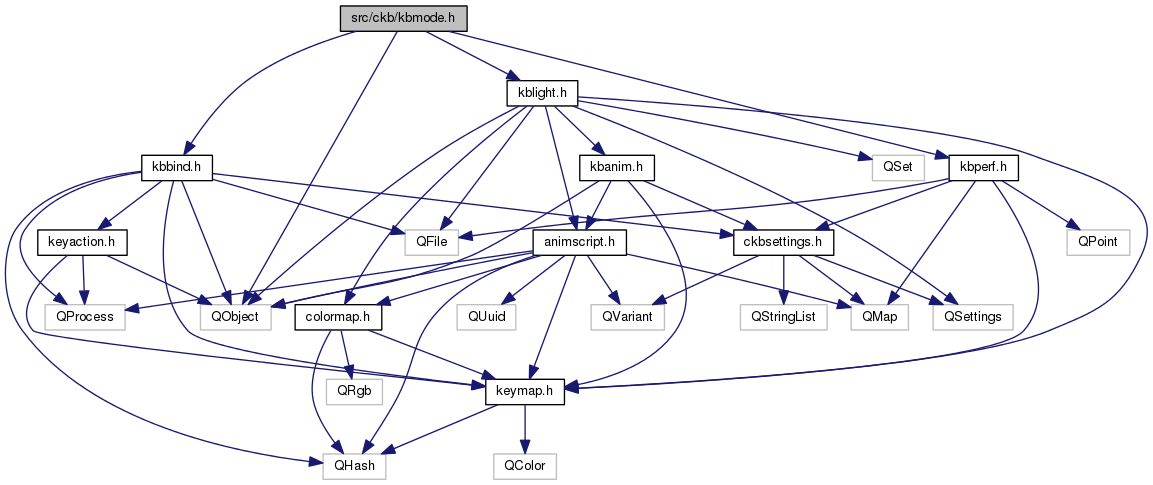 src/ckb/kbmode.h
kblight.h
kbbind.h
kbanim.h
QSet
kbperf.h
keyaction.h
QFile
animscript.h
ckbsettings.h
QPoint
QProcess
QObject
colormap.h
QUuid
QVariant
QStringList
QMap
QSettings
QRgb
keymap.h
QHash
QColor